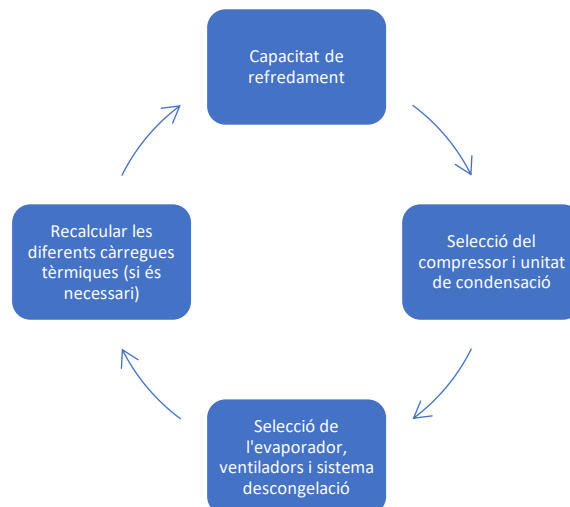 Capacitat de
refredament
Selecció del
compressor i unitat
de condensació
Selecció de
l'evaporador,
ventiladors i sistema
descongelació
Recalcular les
diferents càrregues
tèrmiques (si és
necessari)